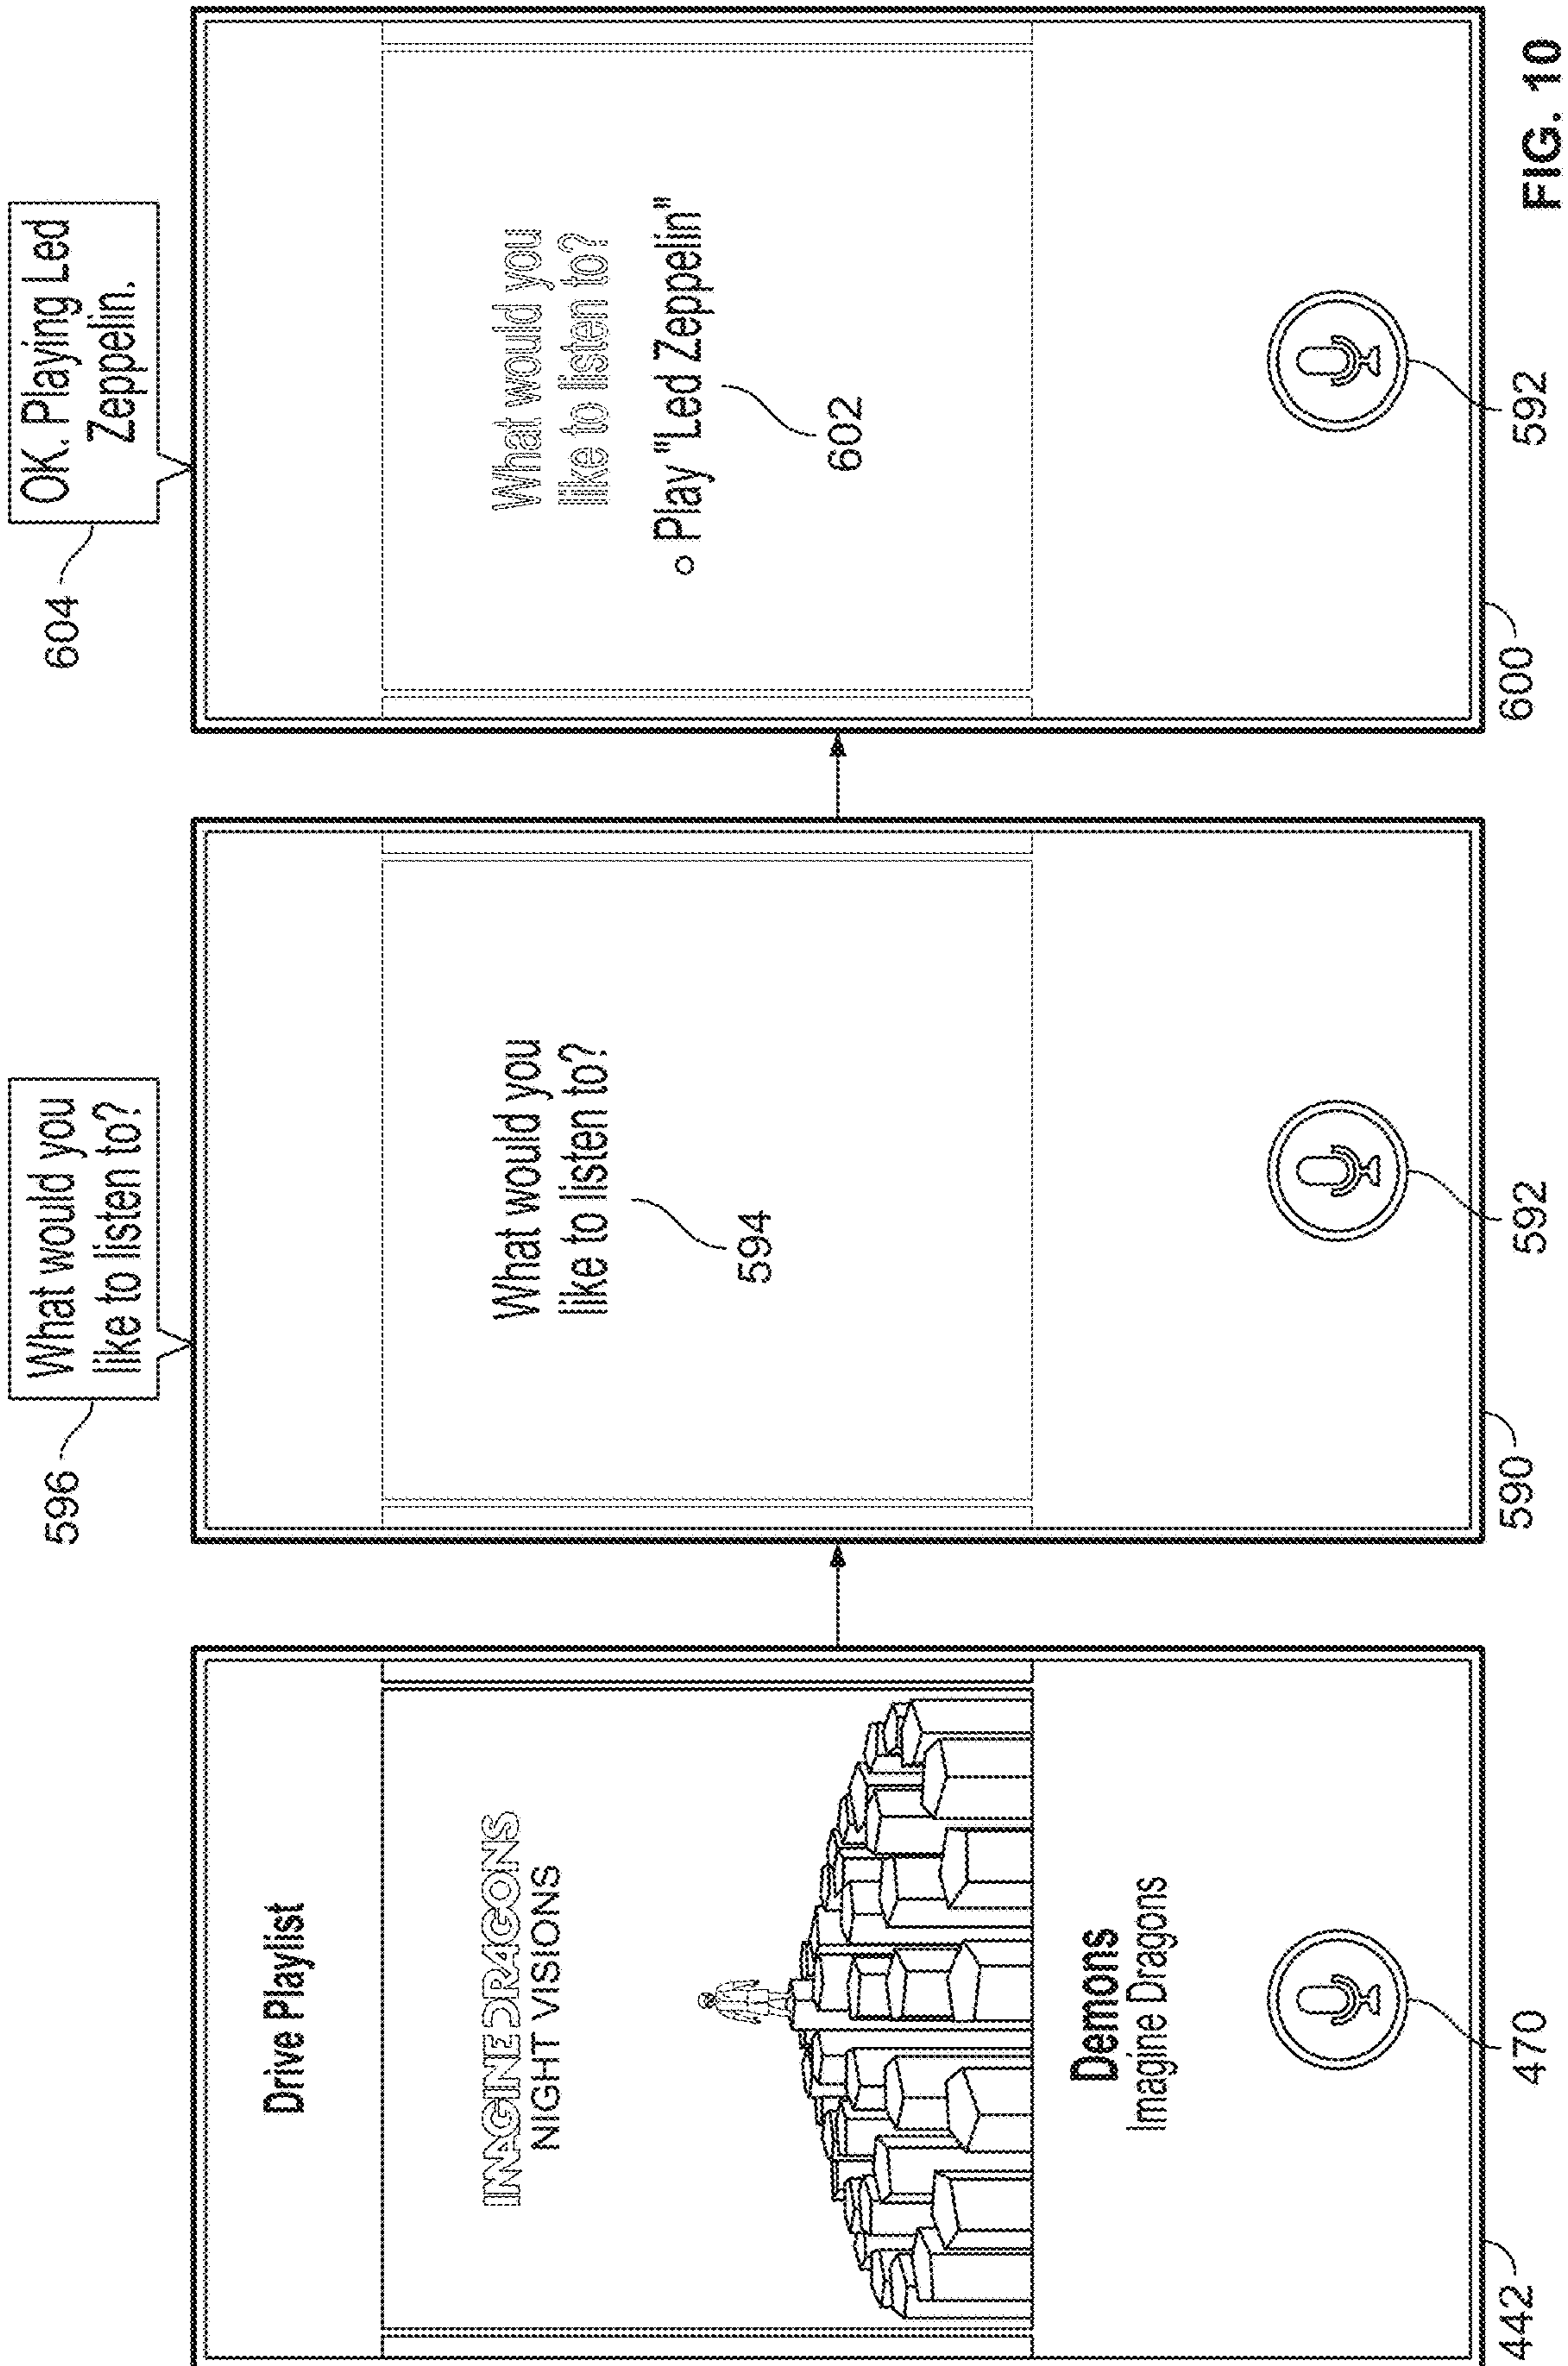 Drive Playlist
IMAGINE DRAGONS
NIGHT VISIONS
Demons
Imagine Dragons
470
442
What would you
like to listen to?
596
What would you
like to listen to?
594
592
590
OK. Playing Led
Zeppelin.
604
What would you
like to listen to?
o Play "Led Zeppelin"
602
592
600
FIG. 10